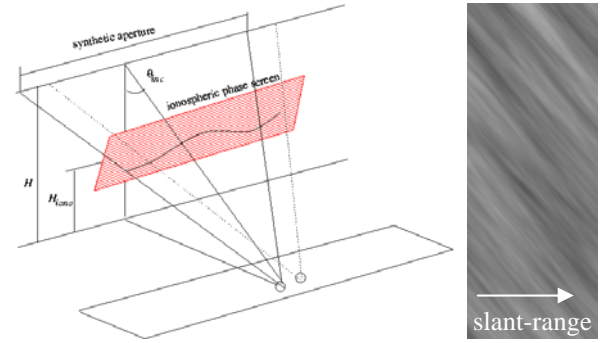 synthetic aperture
θinc
ionospheric phase screen
H
Hiono
slant-range